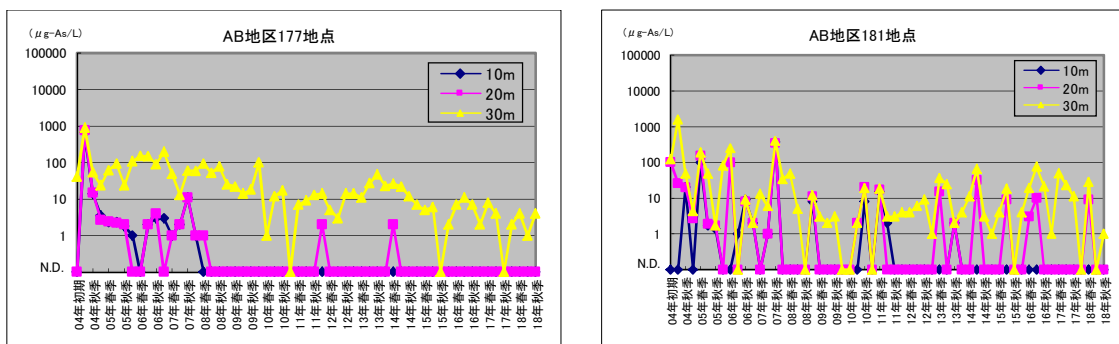 (μg-As/L)
AB地区177地点
100000
10000
1000
100
10
1
N.D.
10m
20m
30m
04年初期
04年秋季
05年春季
05年秋季
06年春季
06年秋季
07年春季
07年秋季
08年春季
08年秋季
09年春季
09年秋季
10年春季
10年秋季
11年春季
11年秋季
12年春季
12年秋季
13年春季
13年秋季
14年春季
14年秋季
15年春季
15年秋季
16年春季
16年秋季
17年春季
17年秋季
18年春季
18年秋季
(μg-As/L)
AB地区181地点
100000
10000
1000
100
10
1
N.D.
10m
20m
30m
04年初期
04年秋季
05年春季
05年秋季
06年春季
06年秋季
07年春季
07年秋季
08年春季
08年秋季
09年春季
09年秋季
10年春季
10年秋季
11年春季
11年秋季
12年春季
12年秋季
13年春季
13年秋季
14年春季
14年秋季
15年春季
15年秋季
16年春季
16年秋季
17年春季
17年秋季
18年春季
18年秋季